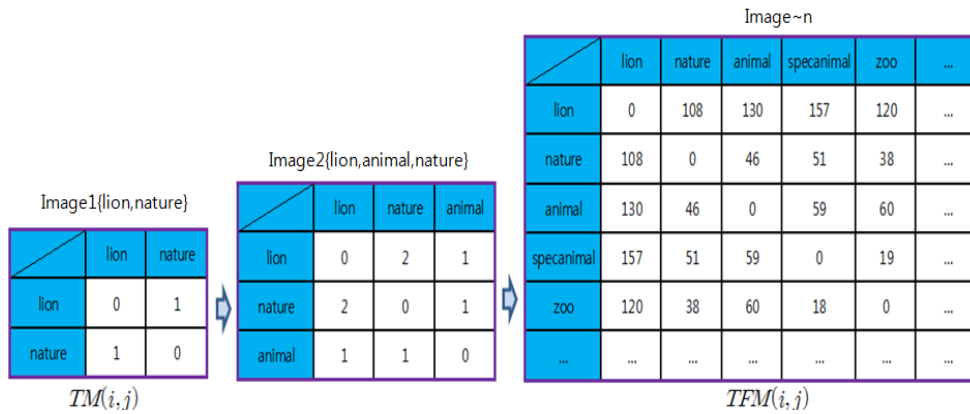 Image1{lion,nature}
lion nature
lion 0 1
nature 1 0
TM(i,j)
Image2{lion,animal,nature}
lion nature animal
lion 0 2 1
nature 2 0 1
animal 1 1 0
Image~n
lion nature animal specanimal zoo ...
lion 0 108 130 157 120 ...
nature 108 0 46 51 38 ...
animal 130 46 0 59 60 ...
specanimal 157 51 59 0 19 ...
zoo 120 38 60 18 0 ...
... ... ... ... ... ...
TFM(i,j)